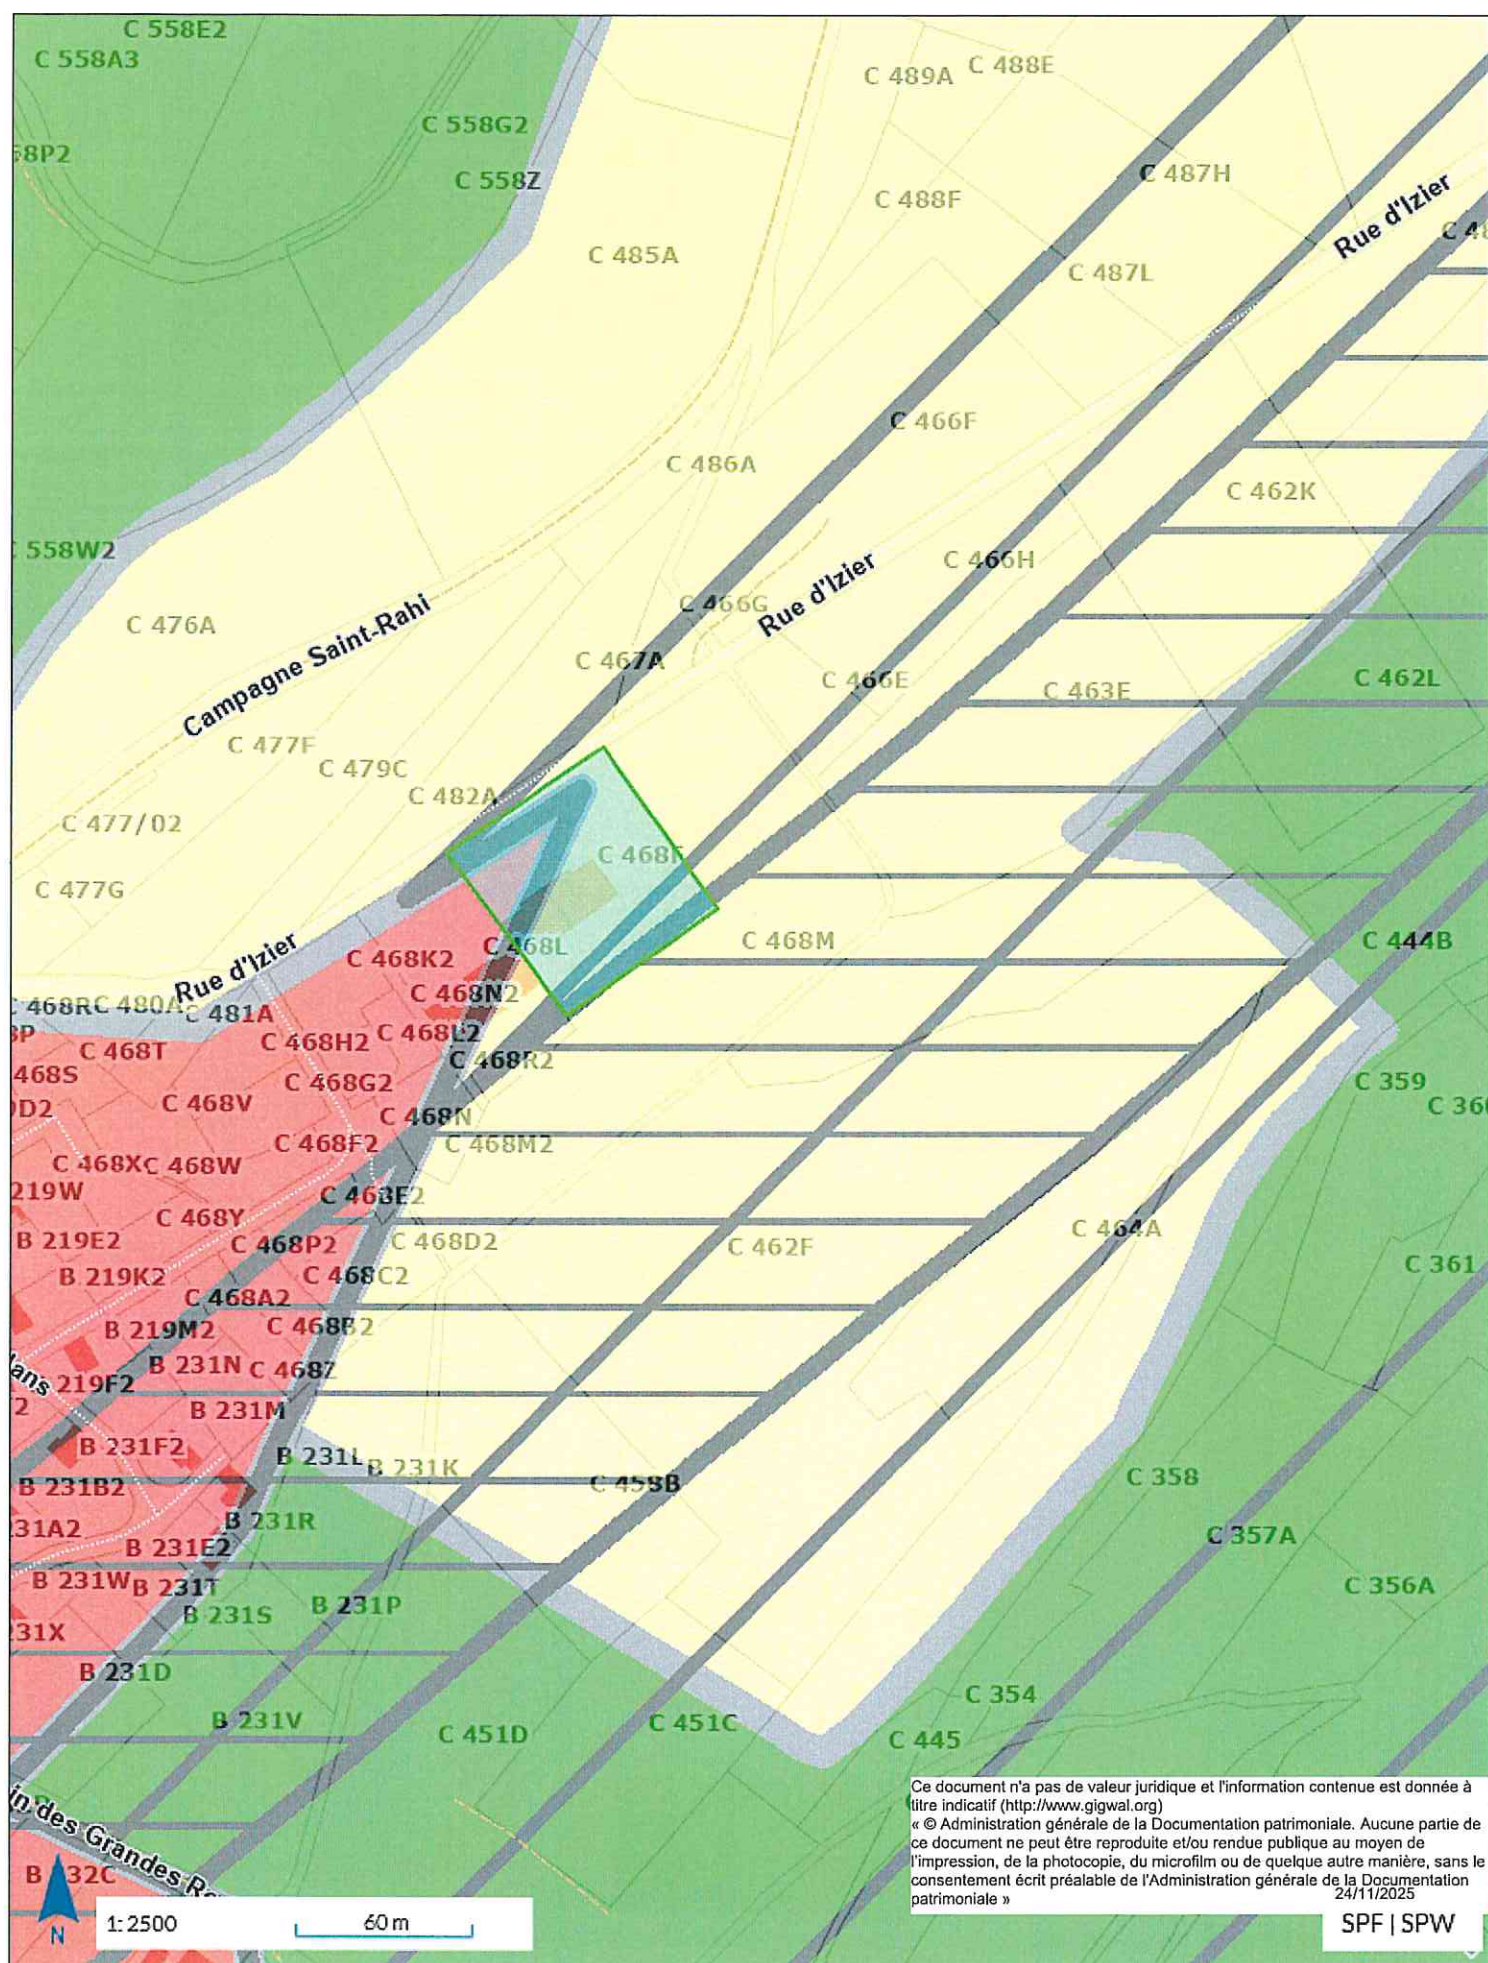 C 558E2
C 558A3
C 489A
C 488E
C 558G2
C 558Z
C 487H
C 488F
Rue d'Izier
C 485A
C 487L
C 466F
C 486A
C 462K
558W2
C 466H
Rue d'Izier
C 466G
C 476A
Campagne Saint-Rahi
C 467A
C 466E
C 463E
C 462L
C 477F
C 479C
C 482A
C 477/02
C 468F
C 477G
C 468L
C 468M
C 444B
Rue d'Izier
C 468K2
C 468N2
C 468R
C 480A
C 481A
C 468H2
C 468L2
C 468T
C 468R2
468S
C 468G2
C 359
C 468V
D2
C 468N
C 468F2
C 468M2
C 468X
C 468W
219W
C 468E2
C 468Y
B 219E2
C 468P2
C 468D2
C 462F
C 464A
B 219K2
C 468C2
C 361
C 468A2
B 219M2
C 468B2
B 231N
C 468Z
219F2
B 231M
B 231F2
B 231L
B 231K
C 458B
C 358
B 231B2
B 231R
31A2
B 231E2
C 357A
B 231W
B 231T
B 231S
B 231P
C 356A
31X
B 231D
C 354
B 231V
C 451D
C 451C
C 445
in des Grandes
Ce document n'a pas de valeur juridique et l'information contenue est donnée à
titre indicatif (http://www.gigwal.org)
« © Administration générale de la Documentation patrimoniale. Aucune partie de
ce document ne peut être reproduite et/ou rendue publique au moyen de
l'impression, de la photocopie, du microfilm ou de quelque autre manière, sans le
consentement écrit préalable de l'Administration générale de la Documentation
patrimoniale »
24/11/2025
SPF | SPW
N
1:2500
60 m